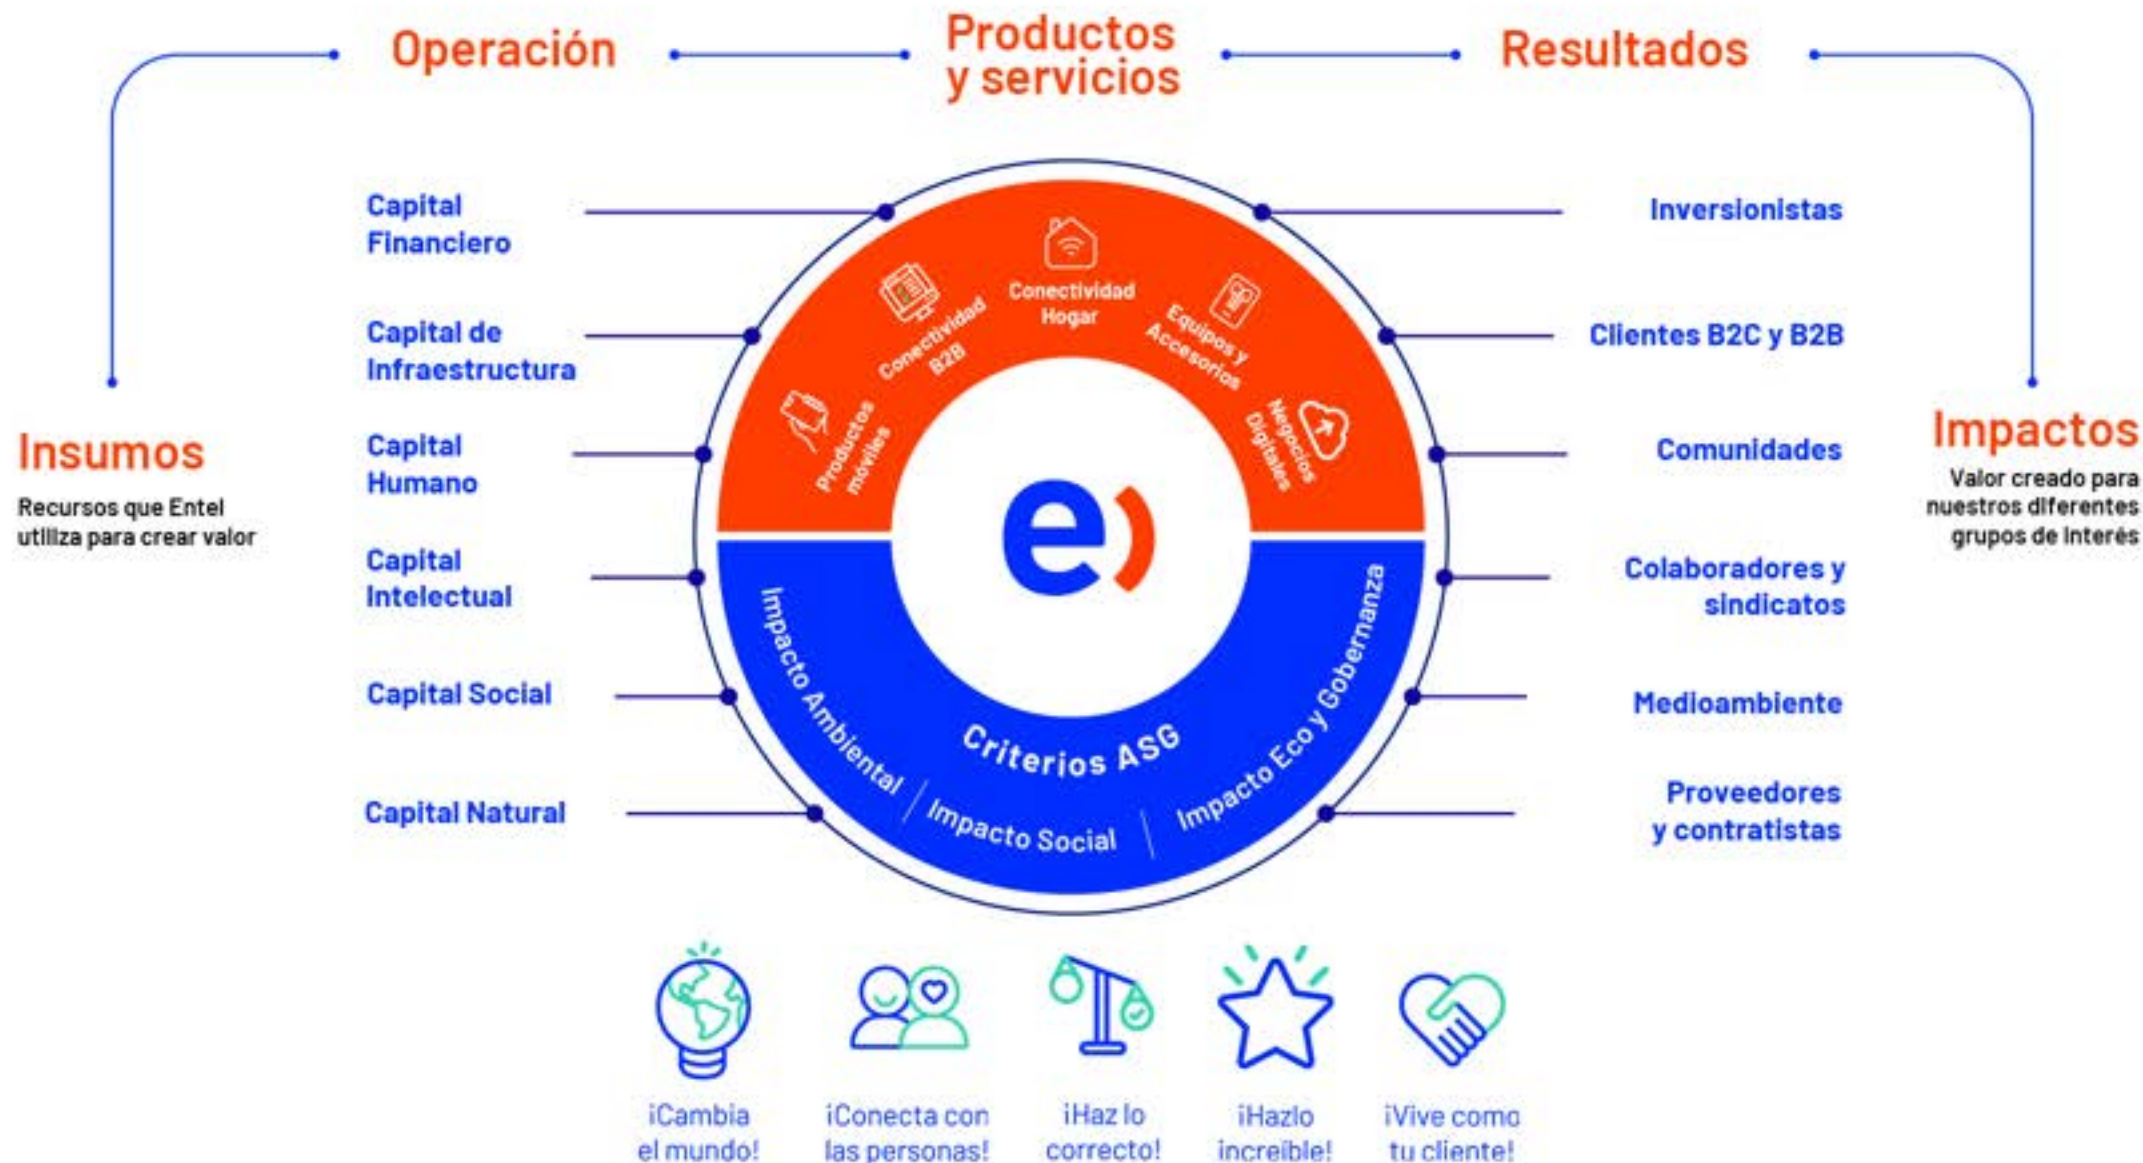 Operación
Productos
y servicios
Resultados
Insumos
Recursos que Entel
utiliza para crear valor
Capital
Financiero
Capital de
Infraestructura
Capital
Humano
Capital
Intelectual
Capital Social
Capital Natural
Productos
móviles
Conectividad
B2B
Conectividad
Hogar
Equipos y
Accesorios
Negocios
Digitales
e)
Criterios ASG
Impacto Ambiental
Impacto Social
Impacto Eco y Gobernanza
Inversionistas
Clientes B2C y B2B
Comunidades
Colaboradores y
sindicatos
Medioambiente
Proveedores
y contratistas
Impactos
Valor creado para
nuestros diferentes
grupos de interés
¡Cambia
el mundo!
¡Conecta con
las personas!
¡Haz lo
correcto!
¡Hazlo
increíble!
¡Vive como
tu cliente!